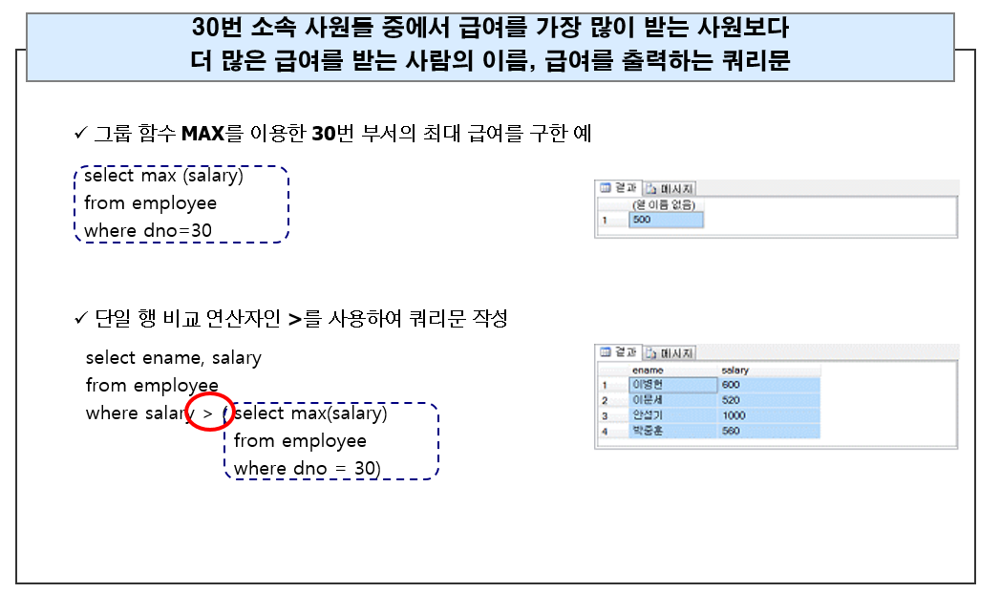 30번 소속 사원들 중에서 급여를 가장 많이 받는 사원보다
더 많은 급여를 받는 사람의 이름, 급여를 출력하는 쿼리문
✓ 그룹 함수 MAX를 이용한 30번 부서의 최대 급여를 구한 예
select max (salary)
from employee
where dno=30
결과 메시지
(열 이름 없음)
1 500
✓ 단일 행 비교 연산자인 >를 사용하여 쿼리문 작성
select ename, salary
from employee
where salary > ( select max(salary)
from employee
where dno = 30)
결과 메시지
ename salary
1 이병헌 600
2 이문세 520
3 안성기 1000
4 박중훈 560